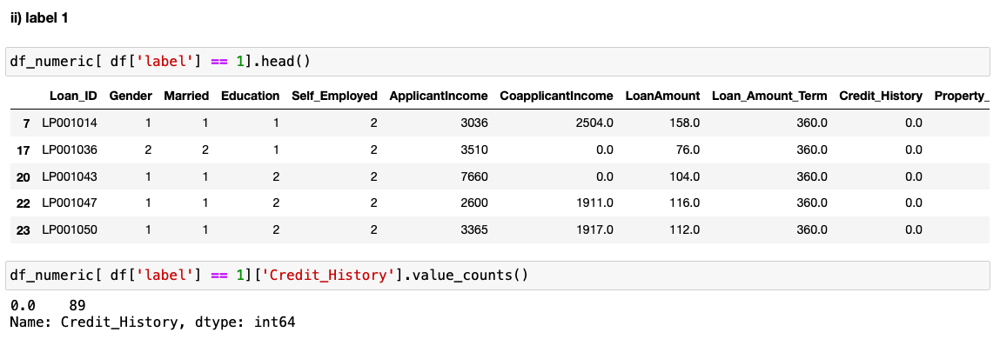 ii) label 1
df_numeric[ df['label'] == 1].head()
Loan_ID Gender Married Education Self_Employed ApplicantIncome CoapplicantIncome LoanAmount Loan_Amount_Term Credit_History Property_
7 LP001014 1 1 1 2 3036 2504.0 158.0 360.0 0.0
17 LP001036 2 2 1 2 3510 0.0 76.0 360.0 0.0
20 LP001043 1 1 2 2 7660 0.0 104.0 360.0 0.0
22 LP001047 1 1 2 2 2600 1911.0 116.0 360.0 0.0
23 LP001050 1 1 2 2 3365 1917.0 112.0 360.0 0.0
df_numeric[ df['label'] == 1]['Credit_History'].value_counts()
0.0 89
Name: Credit_History, dtype: int64